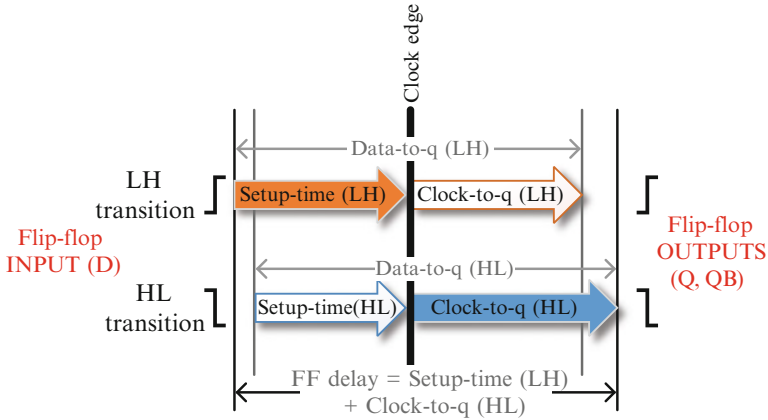 Clock edge
Data-to-q (LH)
LH
transition
Setup-time (LH)
Clock-to-q (LH)
Flip-flop
INPUT (D)
Flip-flop
OUTPUTS
(Q, QB)
Data-to-q (HL)
HL
transition
Setup-time(HL)
Clock-to-q (HL)
FF delay = Setup-time (LH)
+ Clock-to-q (HL)